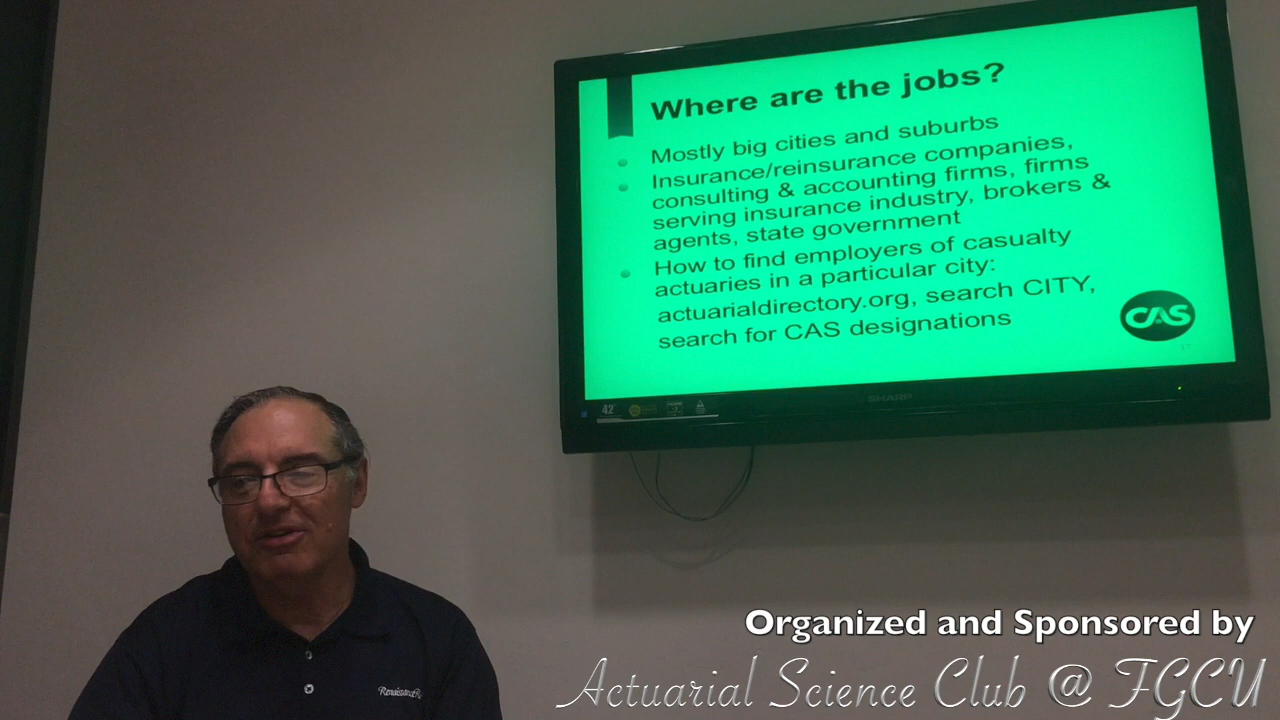 Where are the jobs?
Mostly big cities and suburbs
Insurance/reinsurance companies,
consulting & accounting firms, firms
serving insurance industry, brokers &
agents, state government
How to find employers of casualty
actuaries in a particular city:
actuarialdirectory.org, search CITY,
search for CAS designations
CAS
17
SHARP
42"
Organized and Sponsored by
Actuarial Science Club @ FGCU